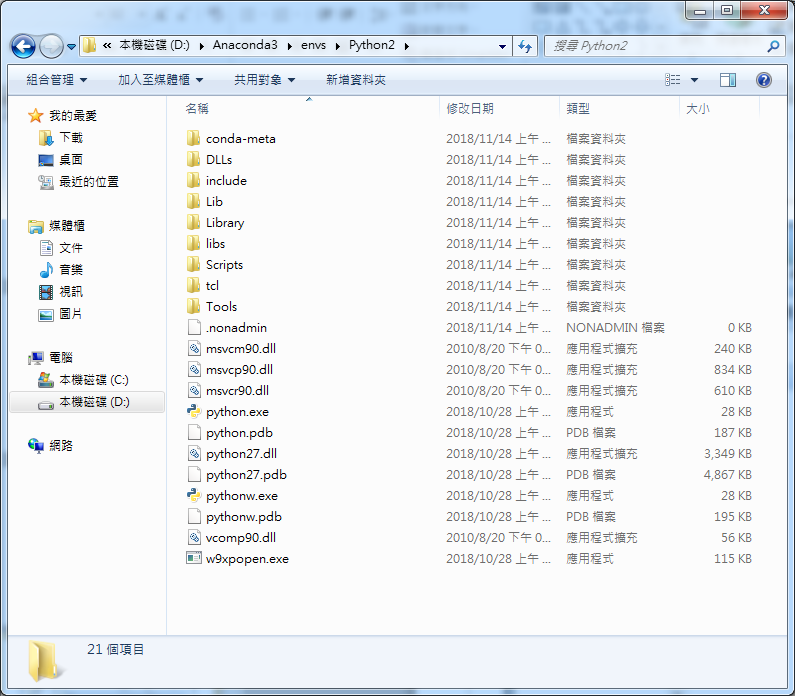 « 本機磁碟 (D:) ▸ Anaconda3 ▸ envs ▸ Python2 ▸
搜尋 Python2
組合管理 加入至媒體櫃 共用對象 新增資料夾
我的最愛
下載
桌面
最近的位置
媒體櫃
文件
音樂
視訊
圖片
電腦
本機磁碟 (C:)
本機磁碟 (D:)
網路
名稱 修改日期 類型 大小
conda-meta 2018/11/14 上午 ... 檔案資料夾
DLLs 2018/11/14 上午 ... 檔案資料夾
include 2018/11/14 上午 ... 檔案資料夾
Lib 2018/11/14 上午 ... 檔案資料夾
Library 2018/11/14 上午 ... 檔案資料夾
libs 2018/11/14 上午 ... 檔案資料夾
Scripts 2018/11/14 上午 ... 檔案資料夾
tcl 2018/11/14 上午 ... 檔案資料夾
Tools 2018/11/14 上午 ... 檔案資料夾
.nonadmin 2018/11/14 上午 ... NONADMIN 檔案 0 KB
msvcm90.dll 2010/8/20 下午 0... 應用程式擴充 240 KB
msvcp90.dll 2010/8/20 下午 0... 應用程式擴充 834 KB
msvcr90.dll 2010/8/20 下午 0... 應用程式擴充 610 KB
python.exe 2018/10/28 上午 ... 應用程式 28 KB
python.pdb 2018/10/28 上午 ... PDB 檔案 187 KB
python27.dll 2018/10/28 上午 ... 應用程式擴充 3,349 KB
python27.pdb 2018/10/28 上午 ... PDB 檔案 4,867 KB
pythonw.exe 2018/10/28 上午 ... 應用程式 28 KB
pythonw.pdb 2018/10/28 上午 ... PDB 檔案 195 KB
vcomp90.dll 2010/8/20 下午 0... 應用程式擴充 56 KB
w9xpopen.exe 2018/10/28 上午 ... 應用程式 115 KB
21 個項目